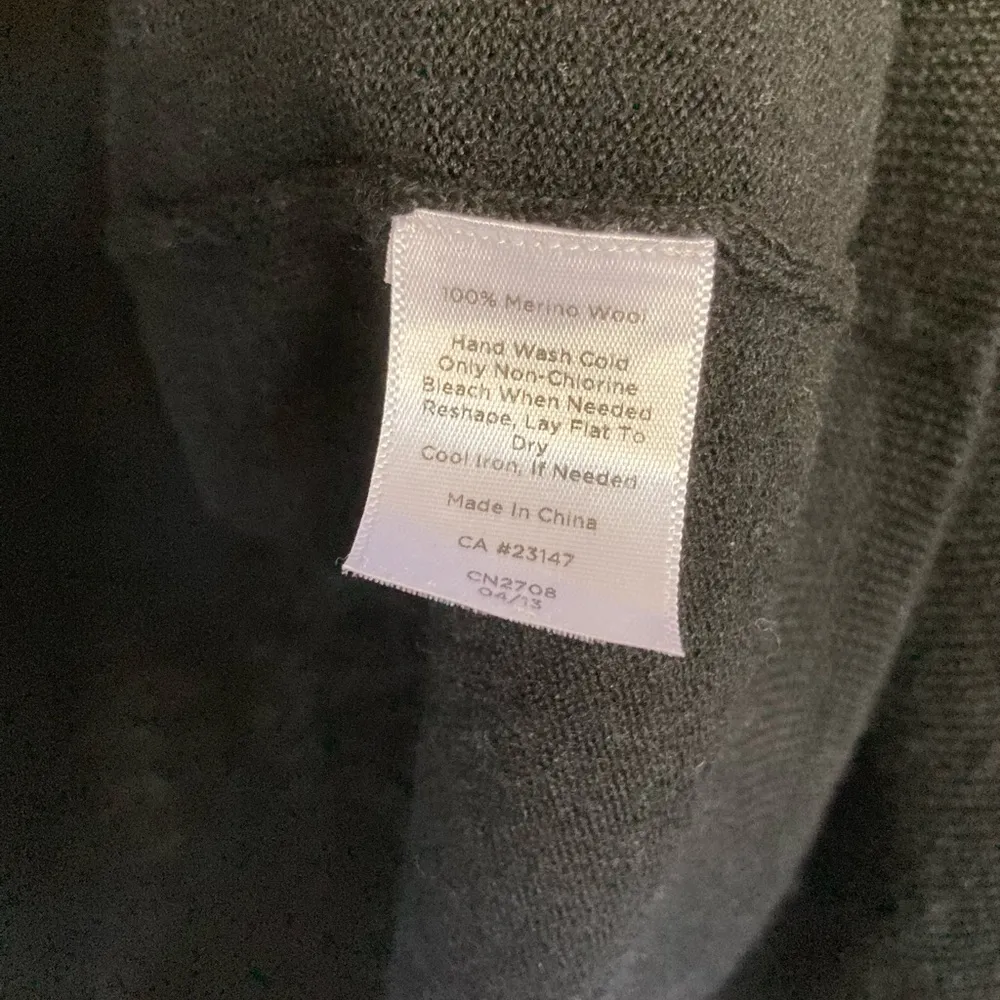 100% Merino Wool
Hand Wash Cold
Only Non-Chlorine
Bleach When Needed
Reshape, Lay Flat To
Dry
Cool Iron, If Needed
Made In China
CA #23147
CN2708
04/13